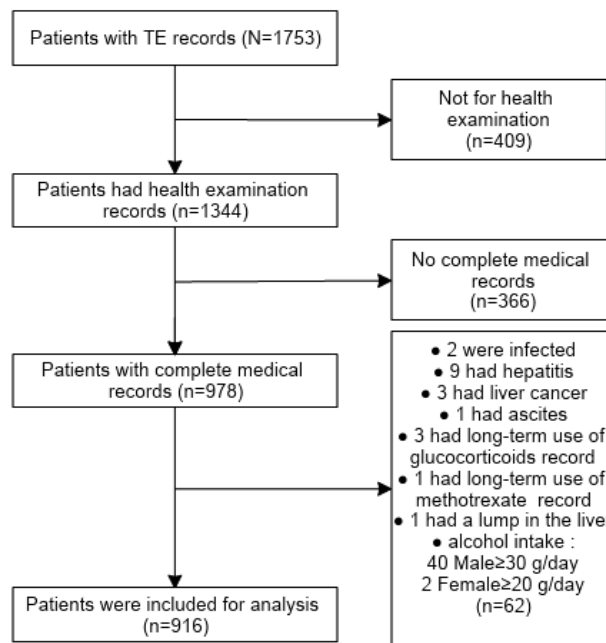 Patients with TE records (N=1753)
Not for health
examination
(n=409)
Patients had health examination
records (n=1344)
No complete medical
records
(n=366)
Patients with complete medical
records (n=978)
● 2 were infected
● 9 had hepatitis
● 3 had liver cancer
● 1 had ascites
● 3 had long-term use of
glucocorticoids record
● 1 had long-term use of
methotrexate record
● 1 had a lump in the live
● alcohol intake :
40 Male≥30 g/day
2 Female≥20 g/day
(n=62)
Patients were included for analysis
(n=916)